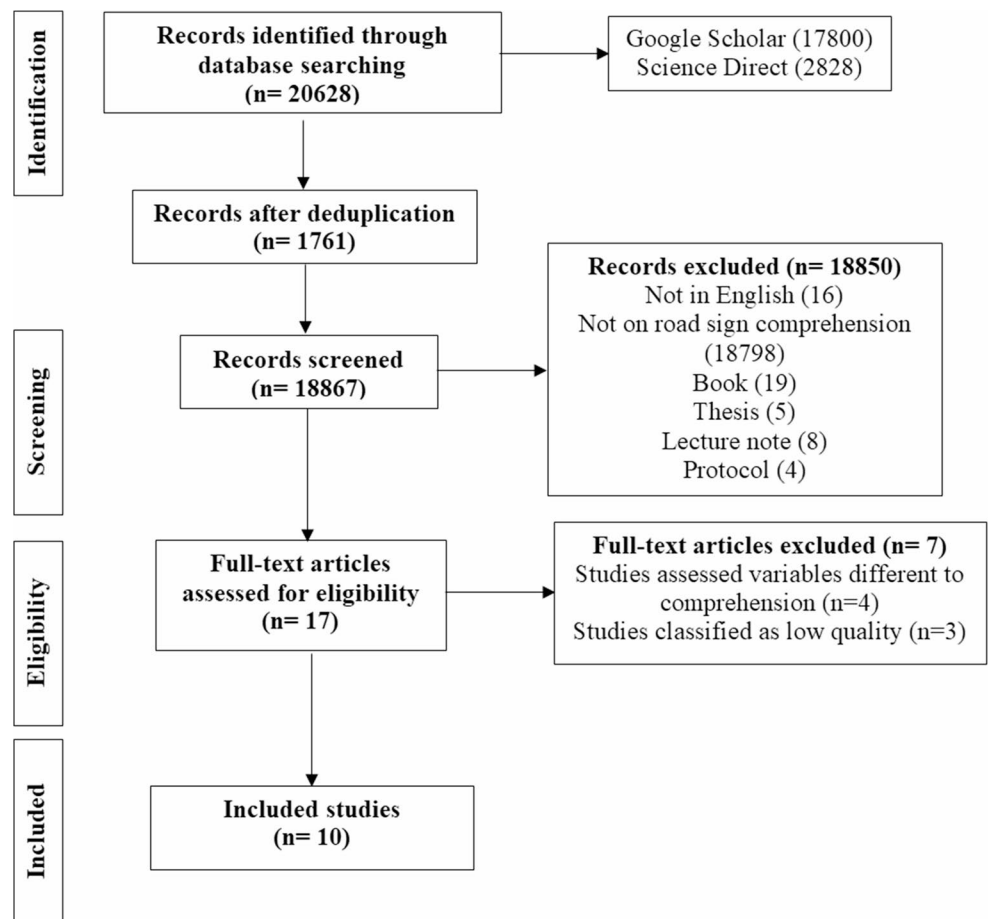 Identification
Records identified through
database searching
(n= 20628)
Google Scholar (17800)
Science Direct (2828)
Records after deduplication
(n= 1761)
Screening
Records screened
(n= 18867)
Records excluded (n= 18850)
Not in English (16)
Not on road sign comprehension
(18798)
Book (19)
Thesis (5)
Lecture note (8)
Protocol (4)
Eligibility
Full-text articles
assessed for eligibility
(n= 17)
Full-text articles excluded (n= 7)
Studies assessed variables different to
comprehension (n=4)
Studies classified as low quality (n=3)
Included
Included studies
(n= 10)